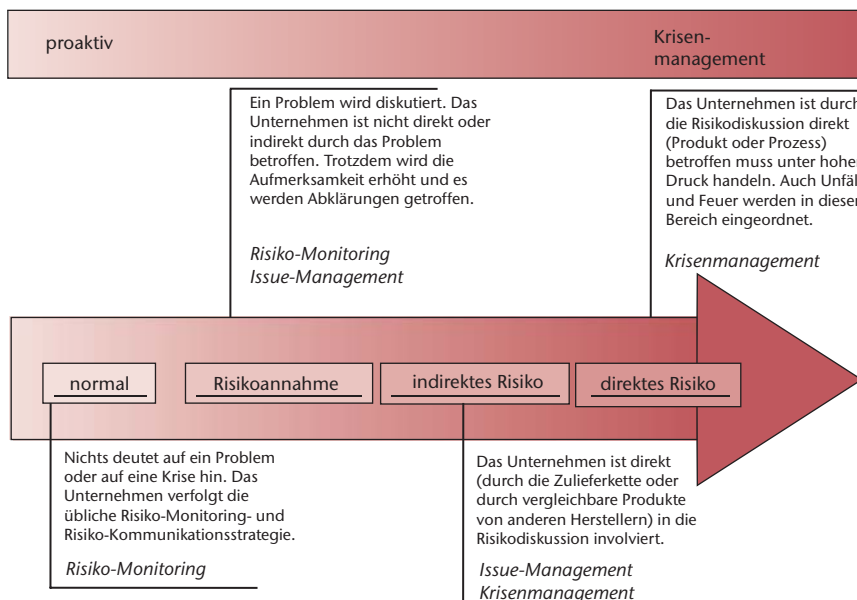 proaktiv
Krisen-
management
Ein Problem wird diskutiert. Das
Unternehmen ist nicht direkt oder
indirekt durch das Problem
betroffen. Trotzdem wird die
Aufmerksamkeit erhöht und es
werden Abklärungen getroffen.
Risiko-Monitoring
Issue-Management
Das Unternehmen ist durch
die Risikodiskussion direkt
(Produkt oder Prozess)
betroffen muss unter hohe
Druck handeln. Auch Unfäl
und Feuer werden in diese
Bereich eingeordnet.
Krisenmanagement
normal
Risikoannahme
indirektes Risiko
direktes Risiko
Nichts deutet auf ein Problem
oder auf eine Krise hin. Das
Unternehmen verfolgt die
übliche Risiko-Monitoring- und
Risiko-Kommunikationsstrategie.
Risiko-Monitoring
Das Unternehmen ist direkt
(durch die Zulieferkette oder
durch vergleichbare Produkte
von anderen Herstellern) in die
Risikodiskussion involviert.
Issue-Management
Krisenmanagement